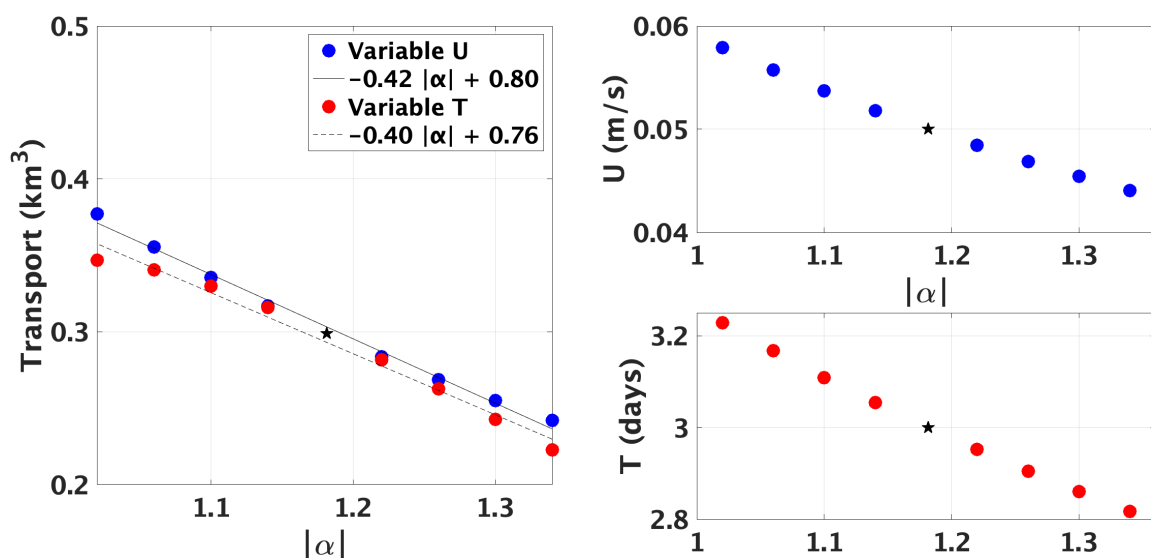 0.5
0.4
0.3
0.2
Transport (km³)
1.1
1.2
1.3
|α|
Variable U
−0.42 |α| + 0.80
Variable T
−0.40 |α| + 0.76
0.06
0.05
0.04
U (m/s)
1
1.1
1.2
1.3
|α|
3.2
3
2.8
T (days)
1
1.1
1.2
1.3